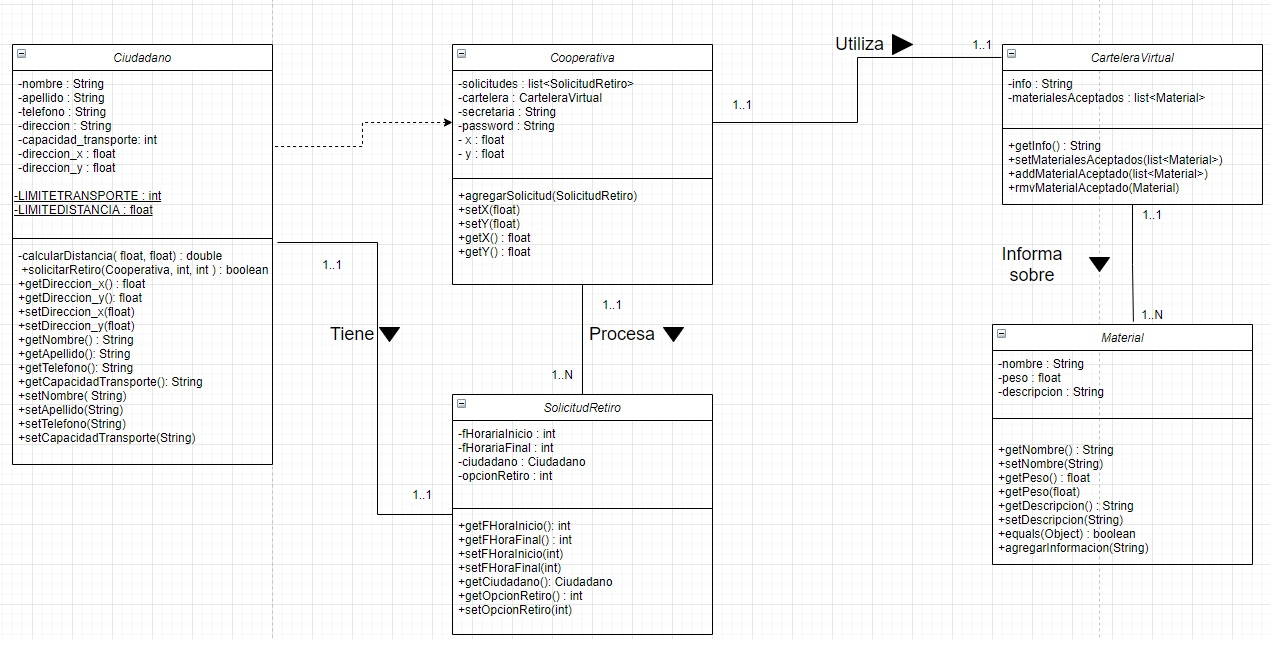 Ciudadano
-nombre : String
-apellido : String
-telefono : String
-direccion : String
-capacidad_transporte: int
-direccion_x : float
-direccion_y : float
-LIMITETRANSPORTE : int
-LIMITEDISTANCIA : float
-calcularDistancia( float, float) : double
+solicitarRetiro(Cooperativa, int, int ) : boolean
+getDireccion_x() : float
+getDireccion_y(): float
+setDireccion_x(float)
+setDireccion_y(float)
+getNombre() : String
+getApellido(): String
+getTelefono(): String
+getCapacidadTransporte(): String
+setNombre( String)
+setApellido(String)
+setTelefono(String)
+setCapacidadTransporte(String)
1..1
Tiene
1..1
Cooperativa
-solicitudes : list<SolicitudRetiro>
-cartelera : CarteleraVirtual
-secretaria : String
-password : String
- x : float
- y : float
+agregarSolicitud(SolicitudRetiro)
+setX(float)
+setY(float)
+getX() : float
+getY() : float
1..1
Procesa
1..N
SolicitudRetiro
-fHorariaInicio : int
-fHorariaFinal : int
-ciudadano : Ciudadano
-opcionRetiro : int
+getFHoraInicio(): int
+getFHoraFinal() : int
+setFHoraInicio(int)
+setFHoraFinal(int)
+getCiudadano(): Ciudadano
+getOpcionRetiro() : int
+setOpcionRetiro(int)
1..1
Utiliza
1..1
CarteleraVirtual
-info : String
-materialesAceptados : list<Material>
+getInfo() : String
+setMaterialesAceptados(list<Material>)
+addMaterialAceptado(list<Material>)
+rmvMaterialAceptado(Material)
1..1
Informa
sobre
1..N
Material
-nombre : String
-peso : float
-descripcion : String
+getNombre() : String
+setNombre(String)
+getPeso() : float
+getPeso(float)
+getDescripcion() : String
+setDescripcion(String)
+equals(Object) : boolean
+agregarInformacion(String)